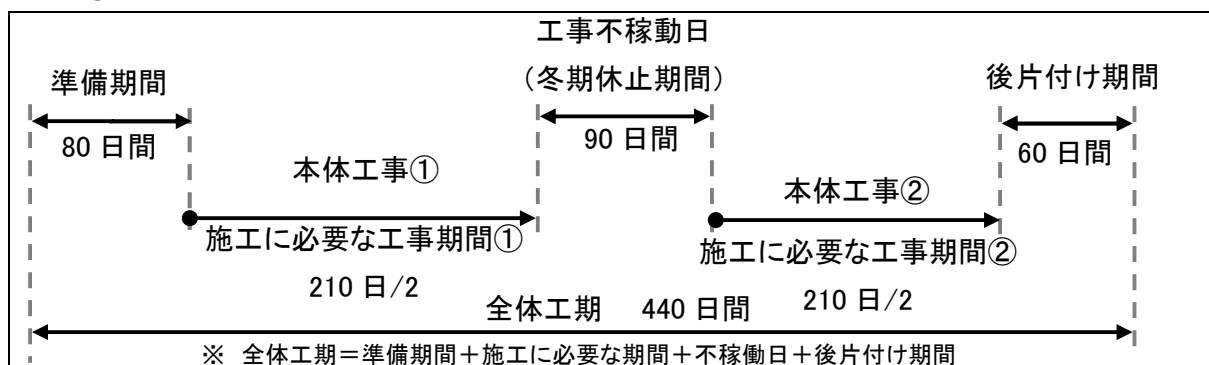 工事不稼動日
準備期間
(冬期休止期間)
後片付け期間
80 日間
90 日間
60 日間
本体工事①
本体工事②
施工に必要な工事期間①
施工に必要な工事期間②
210 日/2
210 日/2
全体工期 440 日間
※ 全体工期=準備期間+施工に必要な期間+不稼働日+後片付け期間